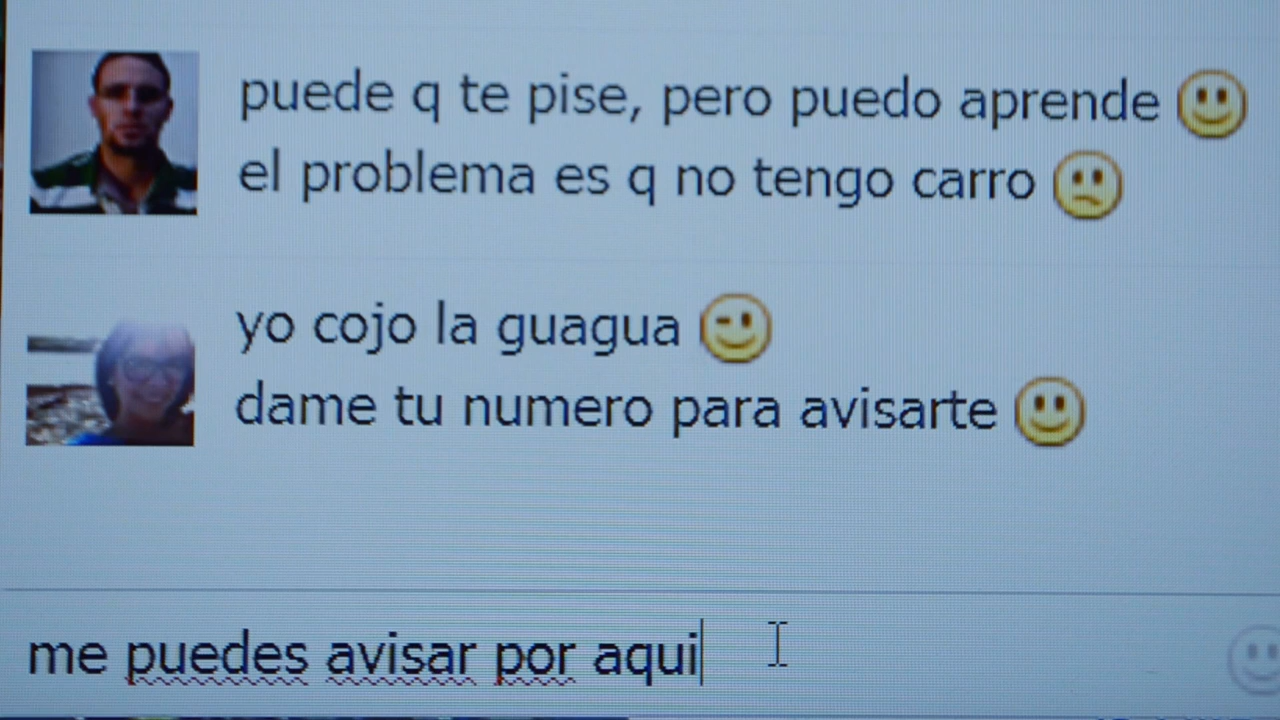 puede q te pise, pero puedo aprende
el problema es q no tengo carro
yo cojo la guagua
dame tu numero para avisarte
me puedes avisar por aqui